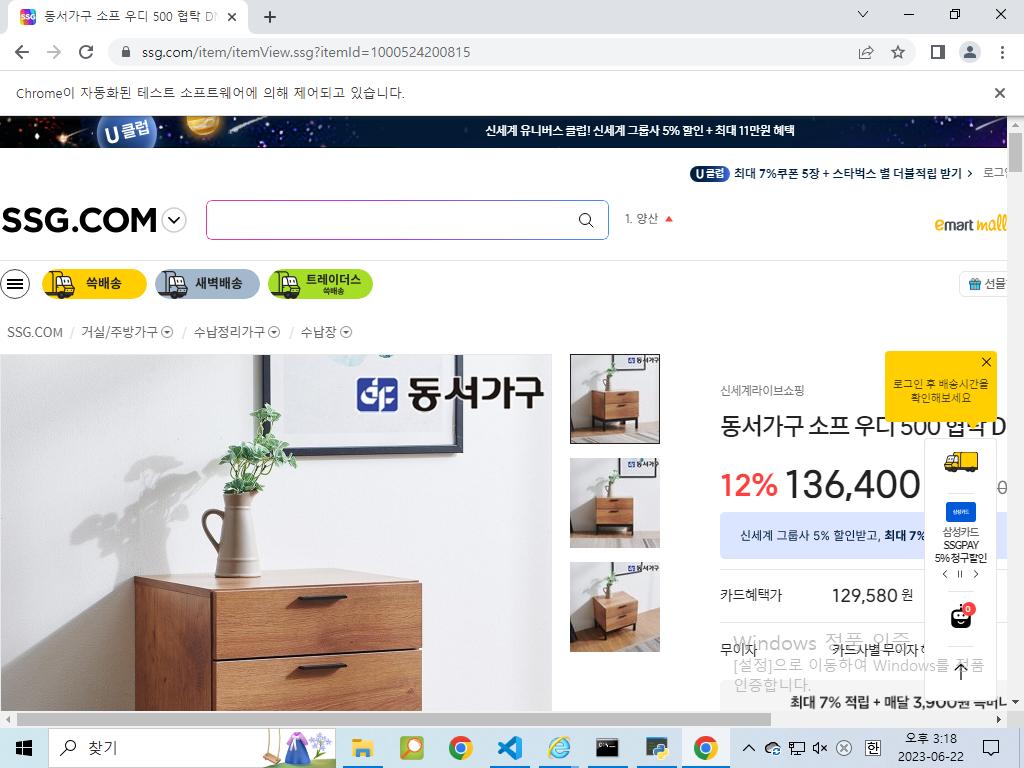 동서가구 소프 우디 500 협탁 D
ssg.com/item/itemView.ssg?itemId=1000524200815
Chrome이 자동화된 테스트 소프트웨어에 의해 제어되고 있습니다.
U클럽
신세계 유니버스 클럽! 신세계 그룹사 5% 할인 + 최대 11만원 혜택
U클럽 최대 7%쿠폰 5장 + 스타벅스 별 더블적립 받기 > 로그인
SSG.COM
1. 양산 ▲
emart mall
쓱배송
새벽배송
트레이더스
쓱배송
선물
SSG.COM / 거실/주방가구 / 수납정리가구 / 수납장
동서가구
로그인 후 배송시간을
확인해보세요
신세계라이브쇼핑
동서가구 소프 우디 500 협탁 D
12% 136,400
신세계 그룹사 5% 할인받고, 최대 7%
삼성카드
삼성카드
SSGPAY
5% 청구할인
카드혜택가 129,580 원
0
무이자 카드사별 무이자
Windows 정품 인증
[설정]으로 이동하여 Windows를 정품
인증합니다.
최대 7% 적립 + 매달 3,900원
찾기
오후 3:18
한
2023-06-22